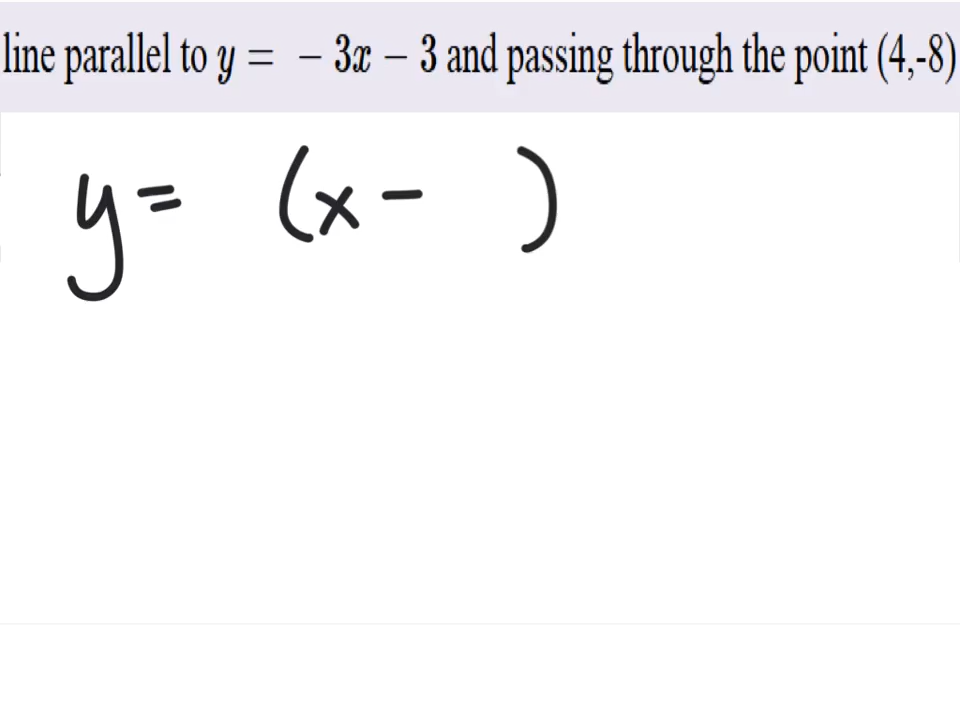 line parallel to y = − 3x − 3 and passing through the point (4,-8)
y= (x− )